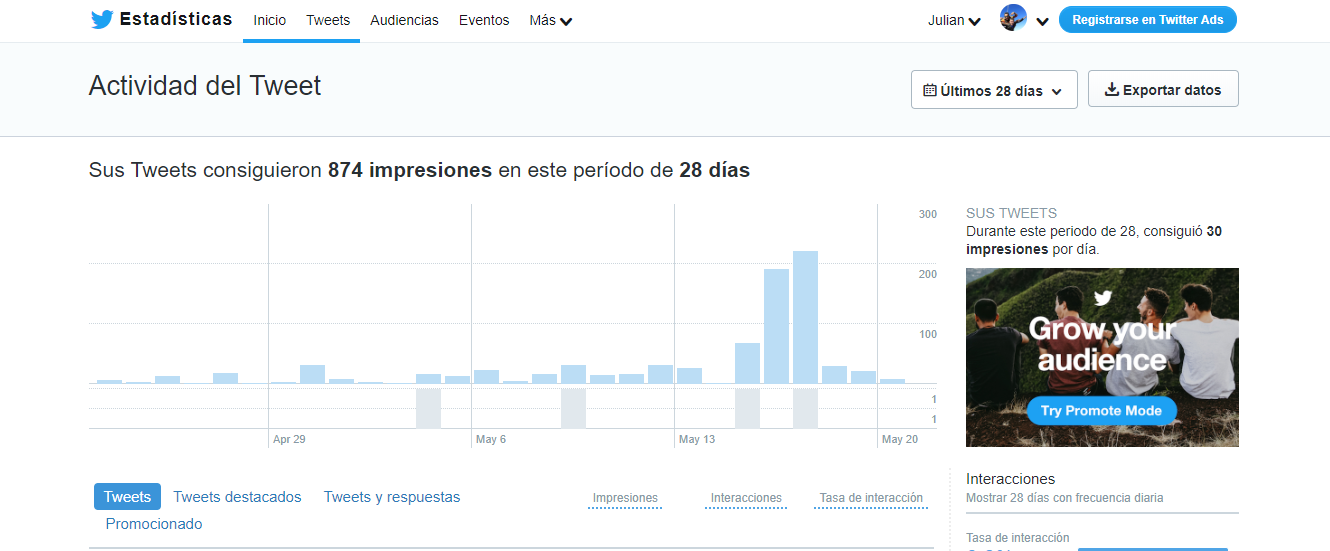 Estadísticas Inicio Tweets Audiencias Eventos Más Julian Registrarse en Twitter Ads
Actividad del Tweet Últimos 28 días Exportar datos
Sus Tweets consiguieron 874 impresiones en este período de 28 días
300
200
100
1
1
Apr 29 May 6 May 13 May 20
SUS TWEETS
Durante este periodo de 28, consiguió 30
impresiones por día.
Grow your
audience
Try Promote Mode
Tweets Tweets destacados Tweets y respuestas Impresiones Interacciones Tasa de interacción
Promocionado
Interacciones
Mostrar 28 días con frecuencia diaria
Tasa de interacción